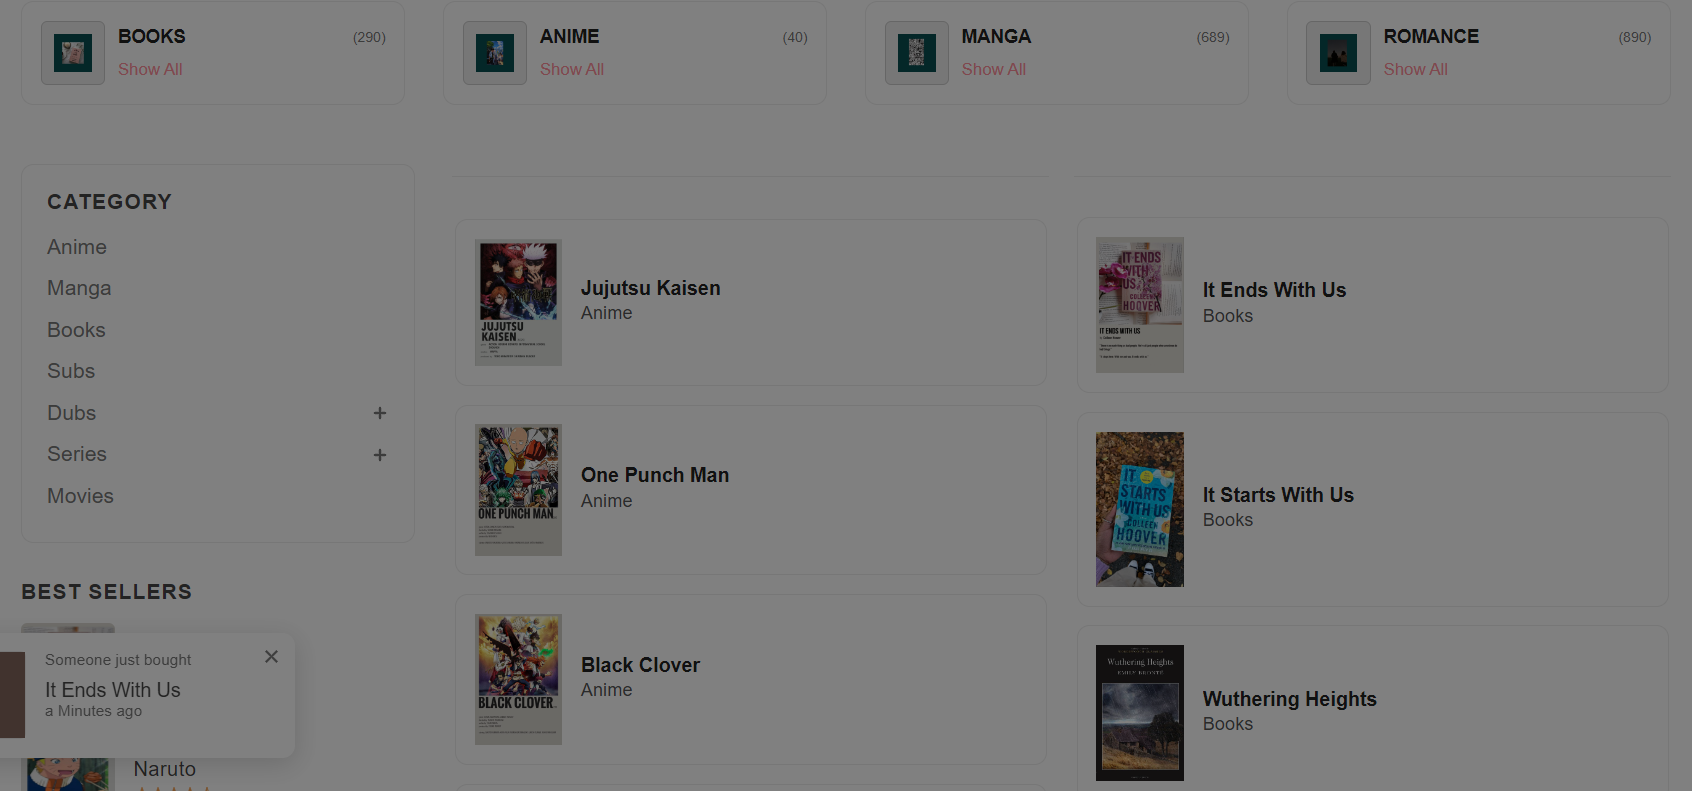 BOOKS (290)
Show All
ANIME (40)
Show All
MANGA (689)
Show All
ROMANCE (890)
Show All
CATEGORY
Anime
Manga
Books
Subs
Dubs +
Series +
Movies
BEST SELLERS
Someone just bought
It Ends With Us
a Minutes ago
Naruto
JUJUTSU
KAISEN
Jujutsu Kaisen
Anime
ONE PUNCH MAN
One Punch Man
Anime
BLACK CLOVER
Black Clover
Anime
IT ENDS
WITH
US
COLLEEN
HOOVER
IT ENDS WITH US
It Ends With Us
Books
IT
STARTS
WITH US
COLLEEN
HOOVER
It Starts With Us
Books
Wuthering Heights
EMILY BRONTË
Wuthering Heights
Books